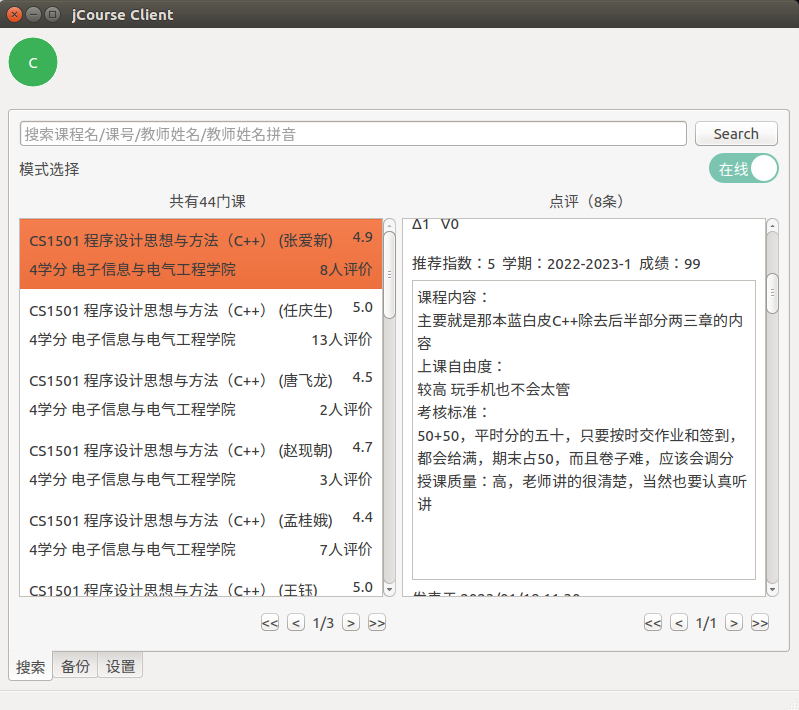 jCourse Client
C
搜索课程名/课号/教师姓名/教师姓名拼音
Search
模式选择
在线
共有44门课
CS1501 程序设计思想与方法（C++） (张爱新) 4.9
4学分 电子信息与电气工程学院 8人评价
CS1501 程序设计思想与方法（C++） (任庆生) 5.0
4学分 电子信息与电气工程学院 13人评价
CS1501 程序设计思想与方法（C++） (唐飞龙) 4.5
4学分 电子信息与电气工程学院 2人评价
CS1501 程序设计思想与方法（C++） (赵现朝) 4.7
4学分 电子信息与电气工程学院 3人评价
CS1501 程序设计思想与方法（C++） (孟桂娥) 4.4
4学分 电子信息与电气工程学院 7人评价
CS1501 程序设计思想与方法（C++） (王钰) 5.0
<< < 1/3 > >>
点评（8条）
Δ1 ∇0
推荐指数：5 学期：2022-2023-1 成绩：99
课程内容：
主要就是那本蓝白皮C++除去后半部分两三章的内
容
上课自由度：
较高 玩手机也不会太管
考核标准：
50+50，平时分的五十，只要按时交作业和签到，
都会给满，期末占50，而且卷子难，应该会调分
授课质量：高，老师讲的很清楚，当然也要认真听
讲
<< < 1/1 > >>
搜索 备份 设置